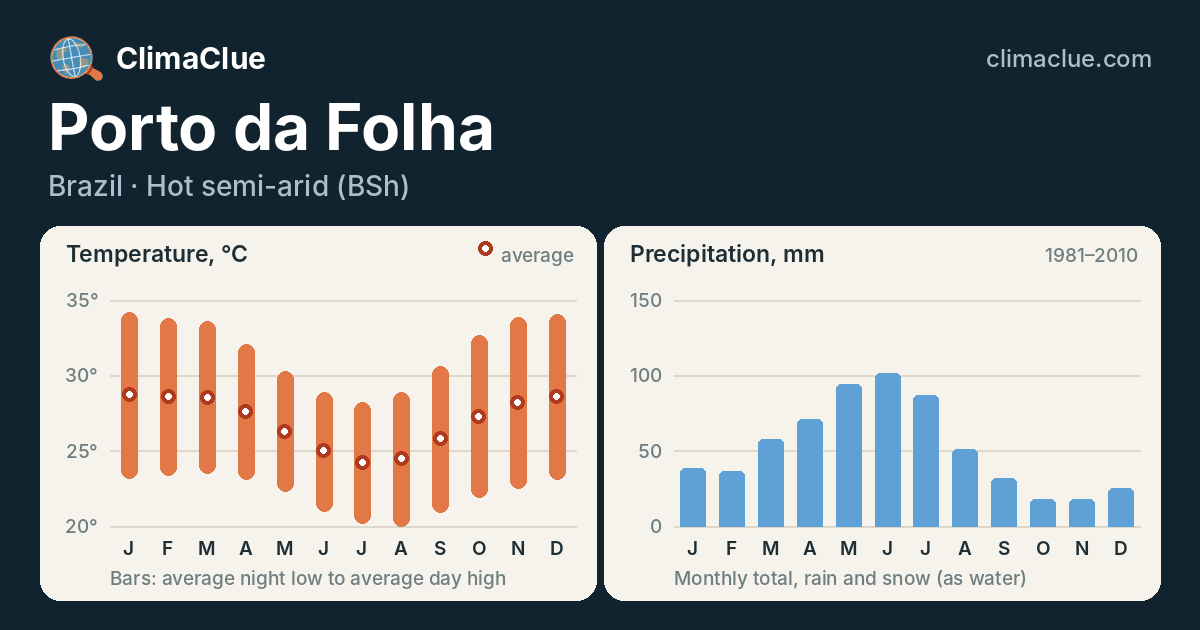 ClimaClue
climaclue.com
Porto da Folha
Brazil · Hot semi-arid (BSh)
Temperature, °C
average
35°
30°
25°
20°
J F M A M J J A S O N D
Bars: average night low to average day high
Precipitation, mm
1981–2010
150
100
50
0
J F M A M J J A S O N D
Monthly total, rain and snow (as water)